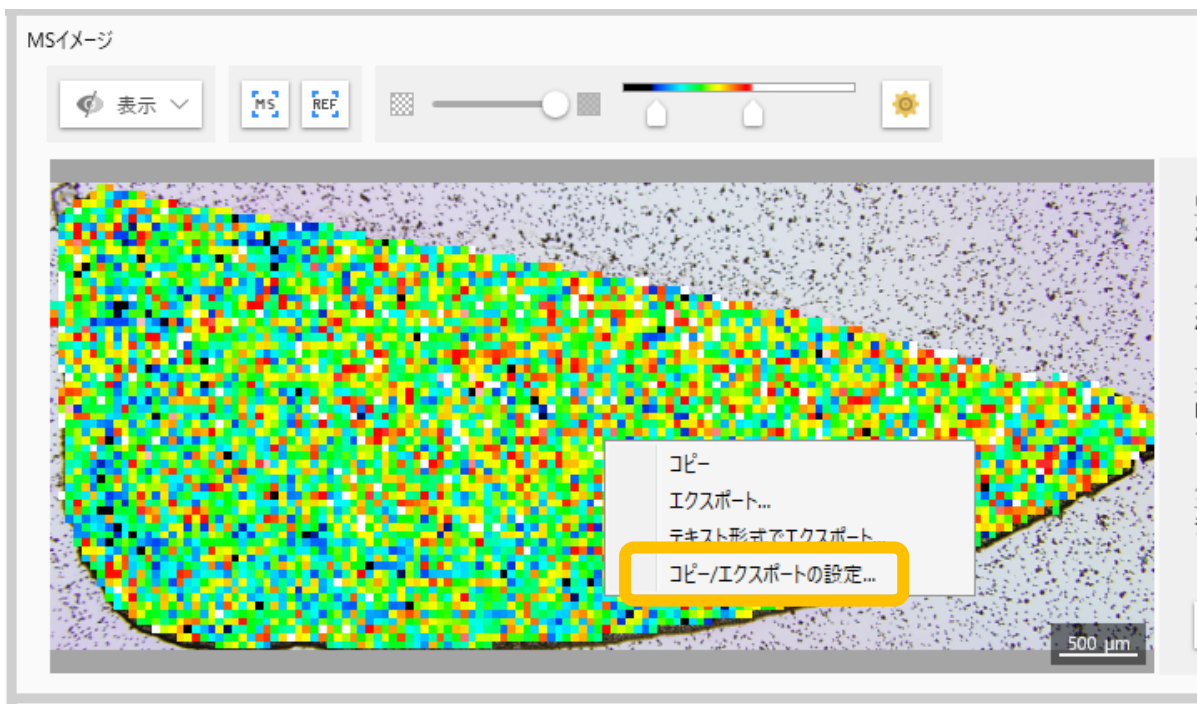 MSイメージ
表示
MS
REF
コピー
エクスポート...
テキスト形式でエクスポート...
コピー/エクスポートの設定...
500 µm